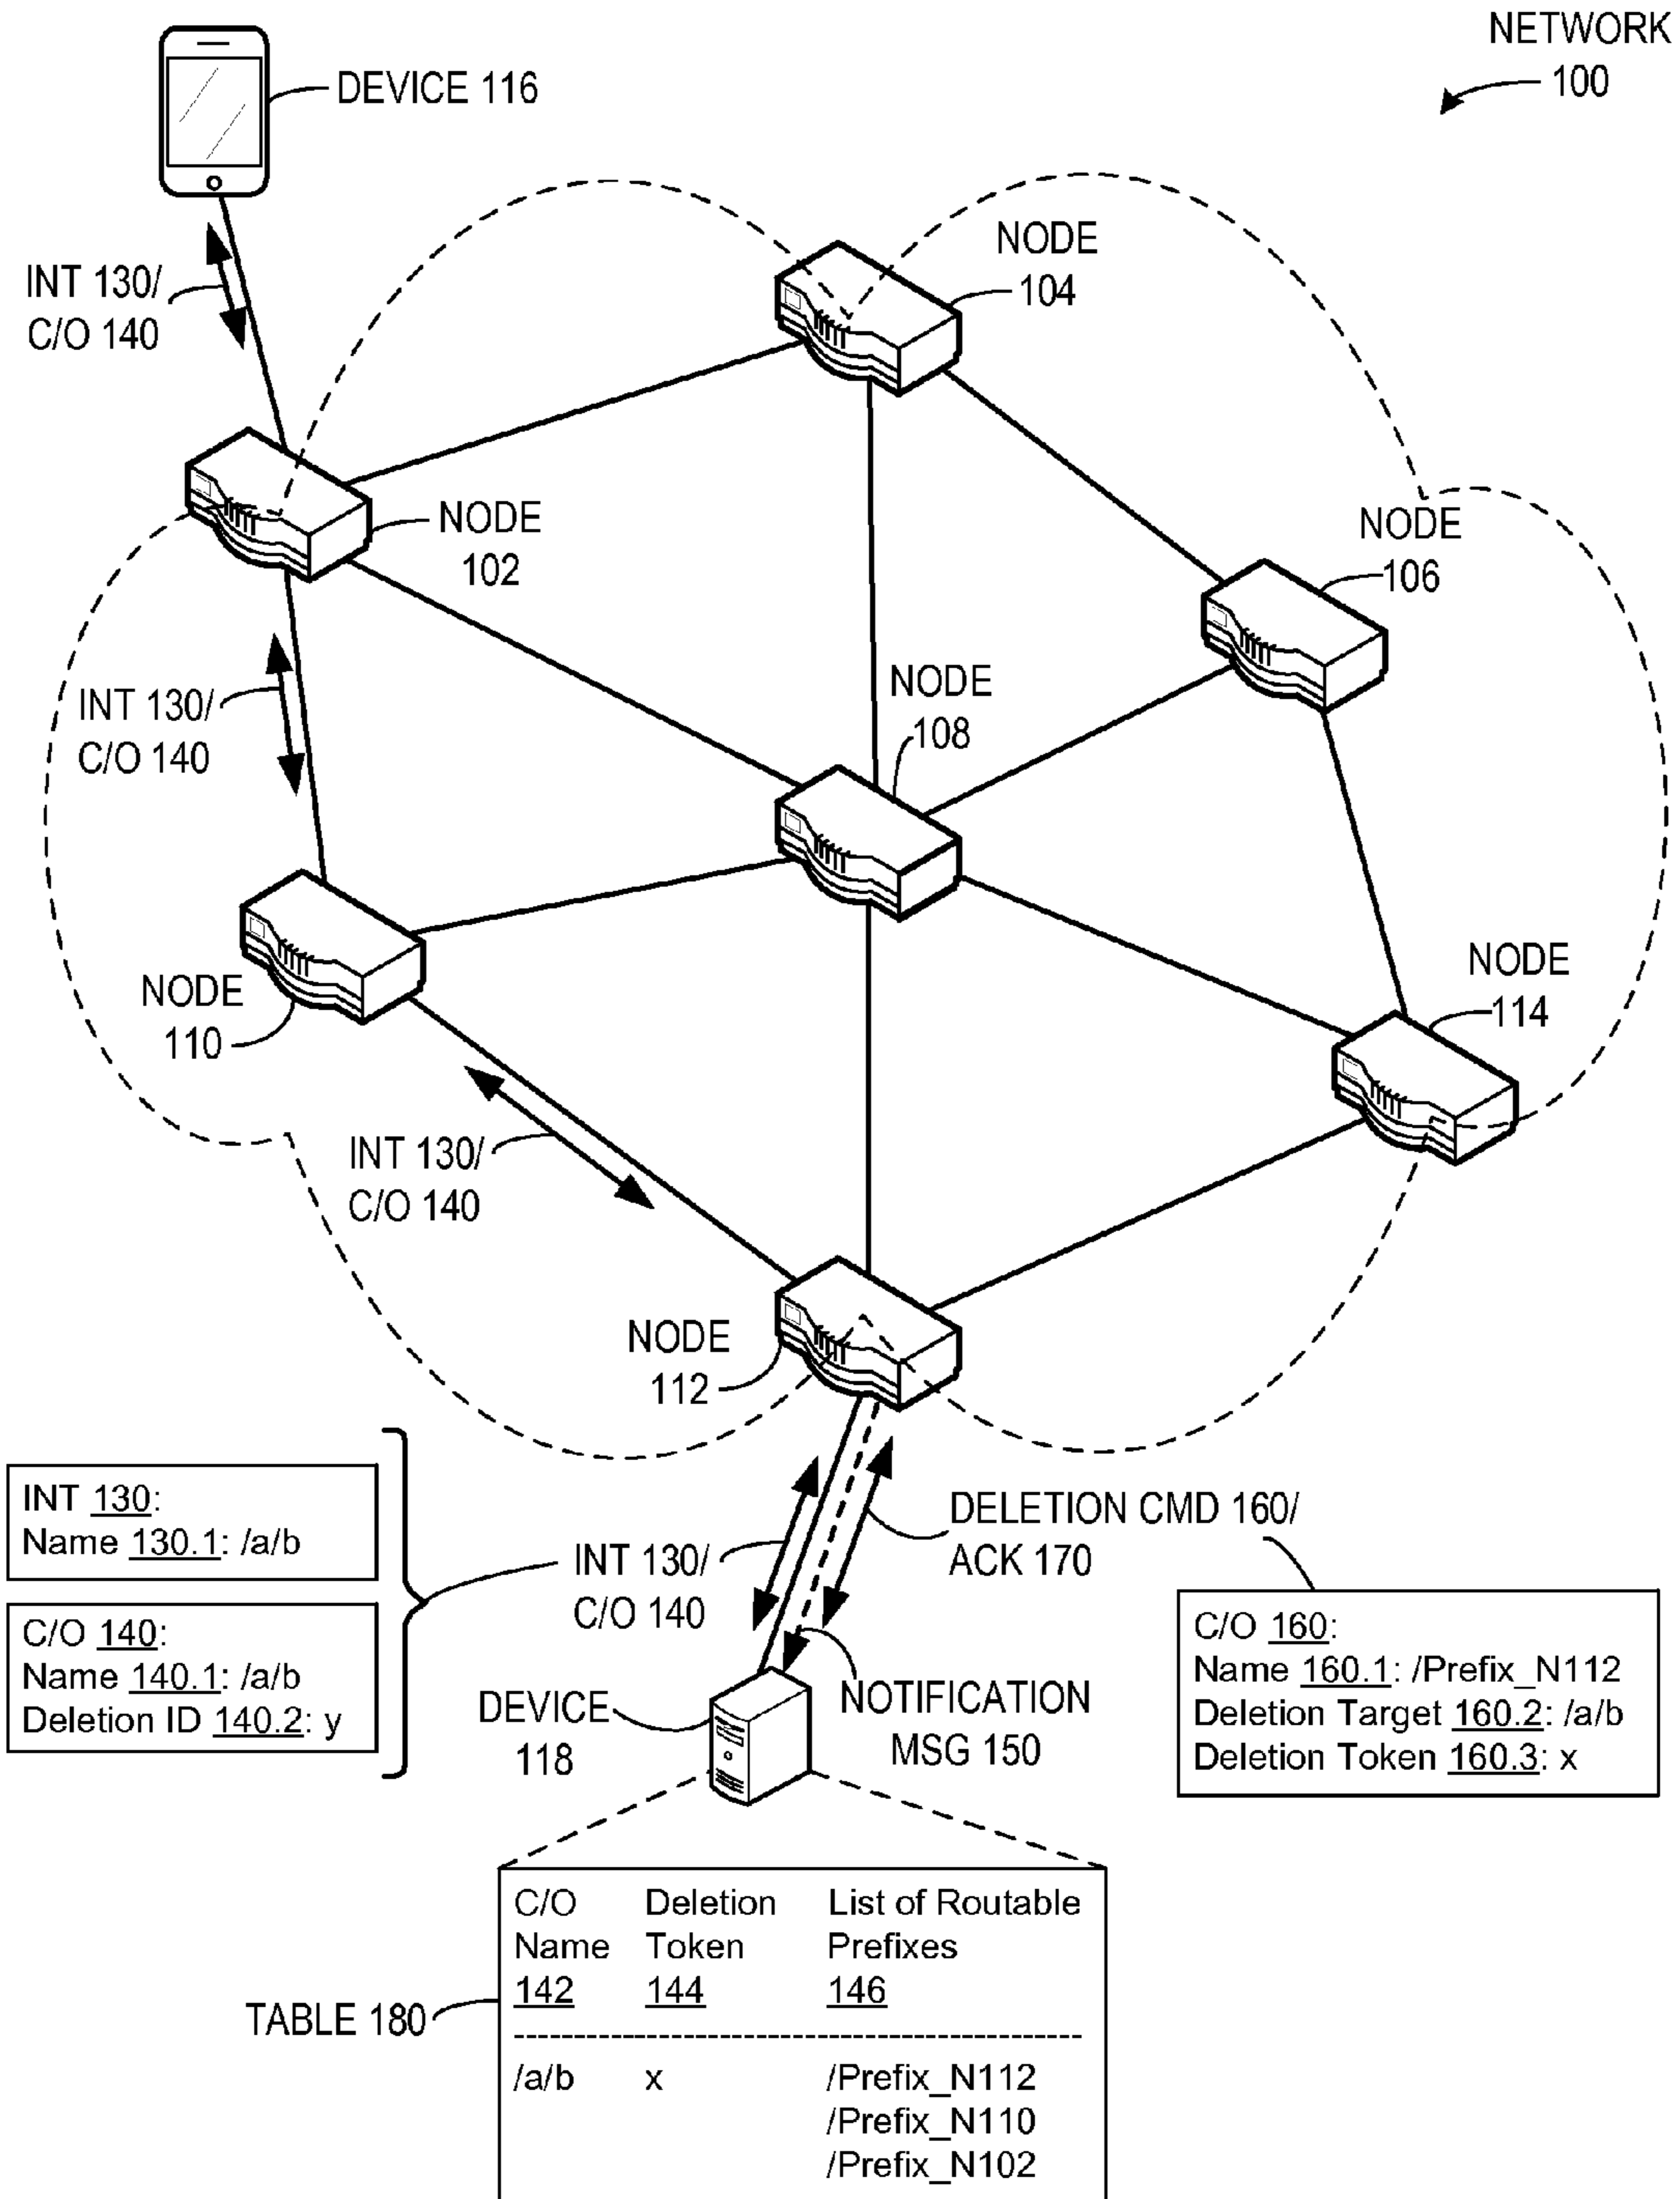 NETWORK
100
DEVICE 116
INT 130/
C/O 140
NODE
104
NODE
102
NODE
106
INT 130/
C/O 140
NODE
108
NODE
110
NODE
114
INT 130/
C/O 140
NODE
112
INT 130:
Name 130.1: /a/b
C/O 140:
Name 140.1: /a/b
Deletion ID 140.2: y
INT 130/
C/O 140
DELETION CMD 160/
ACK 170
C/O 160:
Name 160.1: /Prefix_N112
Deletion Target 160.2: /a/b
Deletion Token 160.3: x
DEVICE
118
NOTIFICATION
MSG 150
TABLE 180
C/O Deletion List of Routable
Name Token Prefixes
142 144 146
/a/b x /Prefix_N112
/Prefix_N110
/Prefix_N102